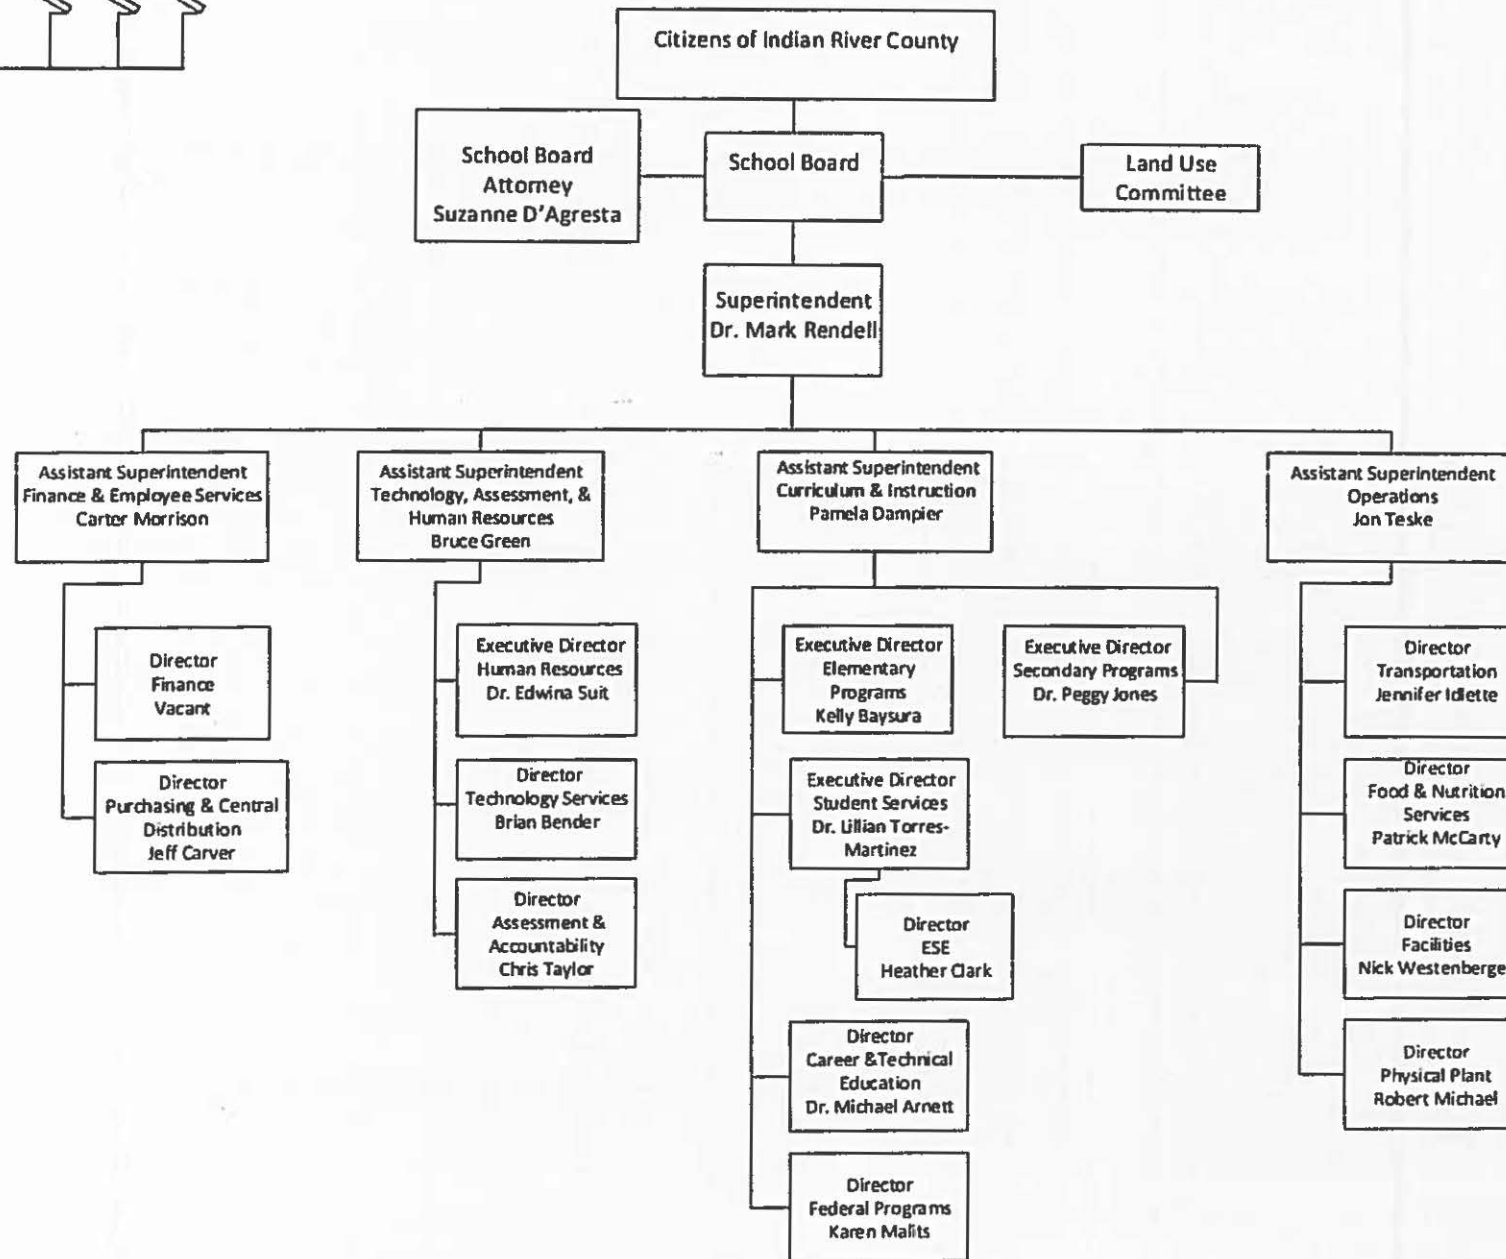 Citizens of Indian River County
School Board
Attorney
Suzanne D'Agresta
School Board
Land Use
Committee
Superintendent
Dr. Mark Rendell
Assistant Superintendent
Finance & Employee Services
Carter Morrison
Assistant Superintendent
Technology, Assessment, &
Human Resources
Bruce Green
Assistant Superintendent
Curriculum & Instruction
Pamela Dampier
Assistant Superintendent
Operations
Jon Teske
Director
Finance
Vacant
Director
Purchasing & Central
Distribution
Jeff Carver
Executive Director
Human Resources
Dr. Edwina Suit
Director
Technology Services
Brian Bender
Director
Assessment &
Accountability
Chris Taylor
Executive Director
Elementary
Programs
Kelly Baysura
Executive Director
Secondary Programs
Dr. Peggy Jones
Executive Director
Student Services
Dr. Lillian Torres-
Martinez
Director
ESE
Heather Clark
Director
Career &Technical
Education
Dr. Michael Arnett
Director
Federal Programs
Karen Malits
Director
Transportation
Jennifer Idlette
Director
Food & Nutrition
Services
Patrick McCarty
Director
Facilities
Nick Westenberge
Director
Physical Plant
Robert Michael